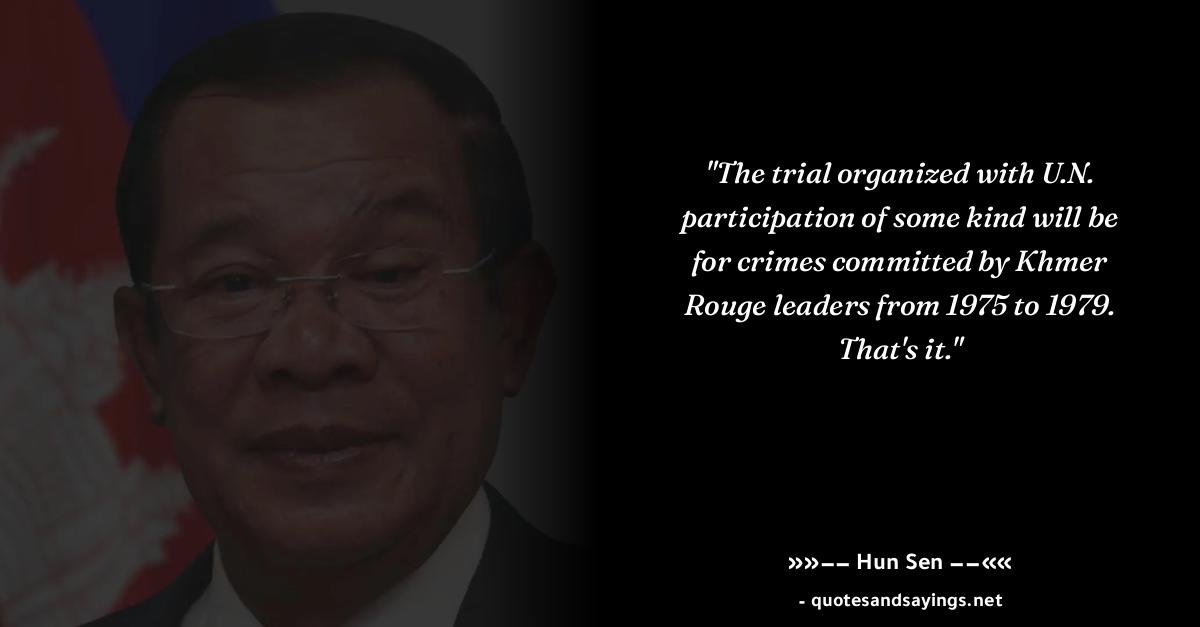 "The trial organized with U.N.
participation of some kind will be
for crimes committed by Khmer
Rouge leaders from 1975 to 1979.
That's it."
»»−− Hun Sen −−««
- quotesandsayings.net